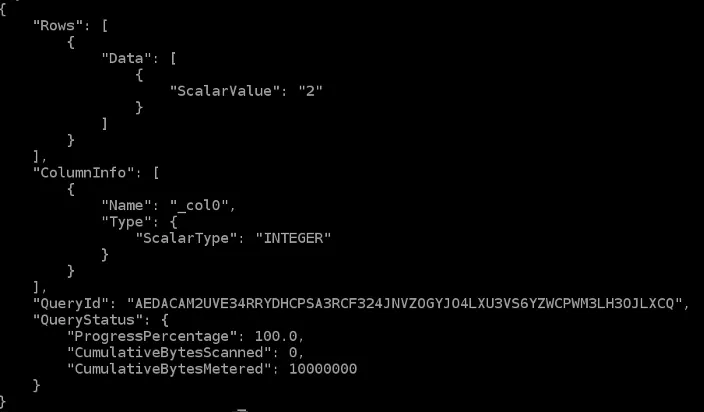 {
    "Rows": [
        {
            "Data": [
                {
                    "ScalarValue": "2"
                }
            ]
        }
    ],
    "ColumnInfo": [
        {
            "Name": "_col0",
            "Type": {
                "ScalarType": "INTEGER"
            }
        }
    ],
    "QueryId": "AEDACAM2UVE34RRYDHCPSA3RCF324JNVZOGYJO4LXU3VS6YZWCPWM3LH3OJLXCQ",
    "QueryStatus": {
        "ProgressPercentage": 100.0,
        "CumulativeBytesScanned": 0,
        "CumulativeBytesMetered": 10000000
    }
}